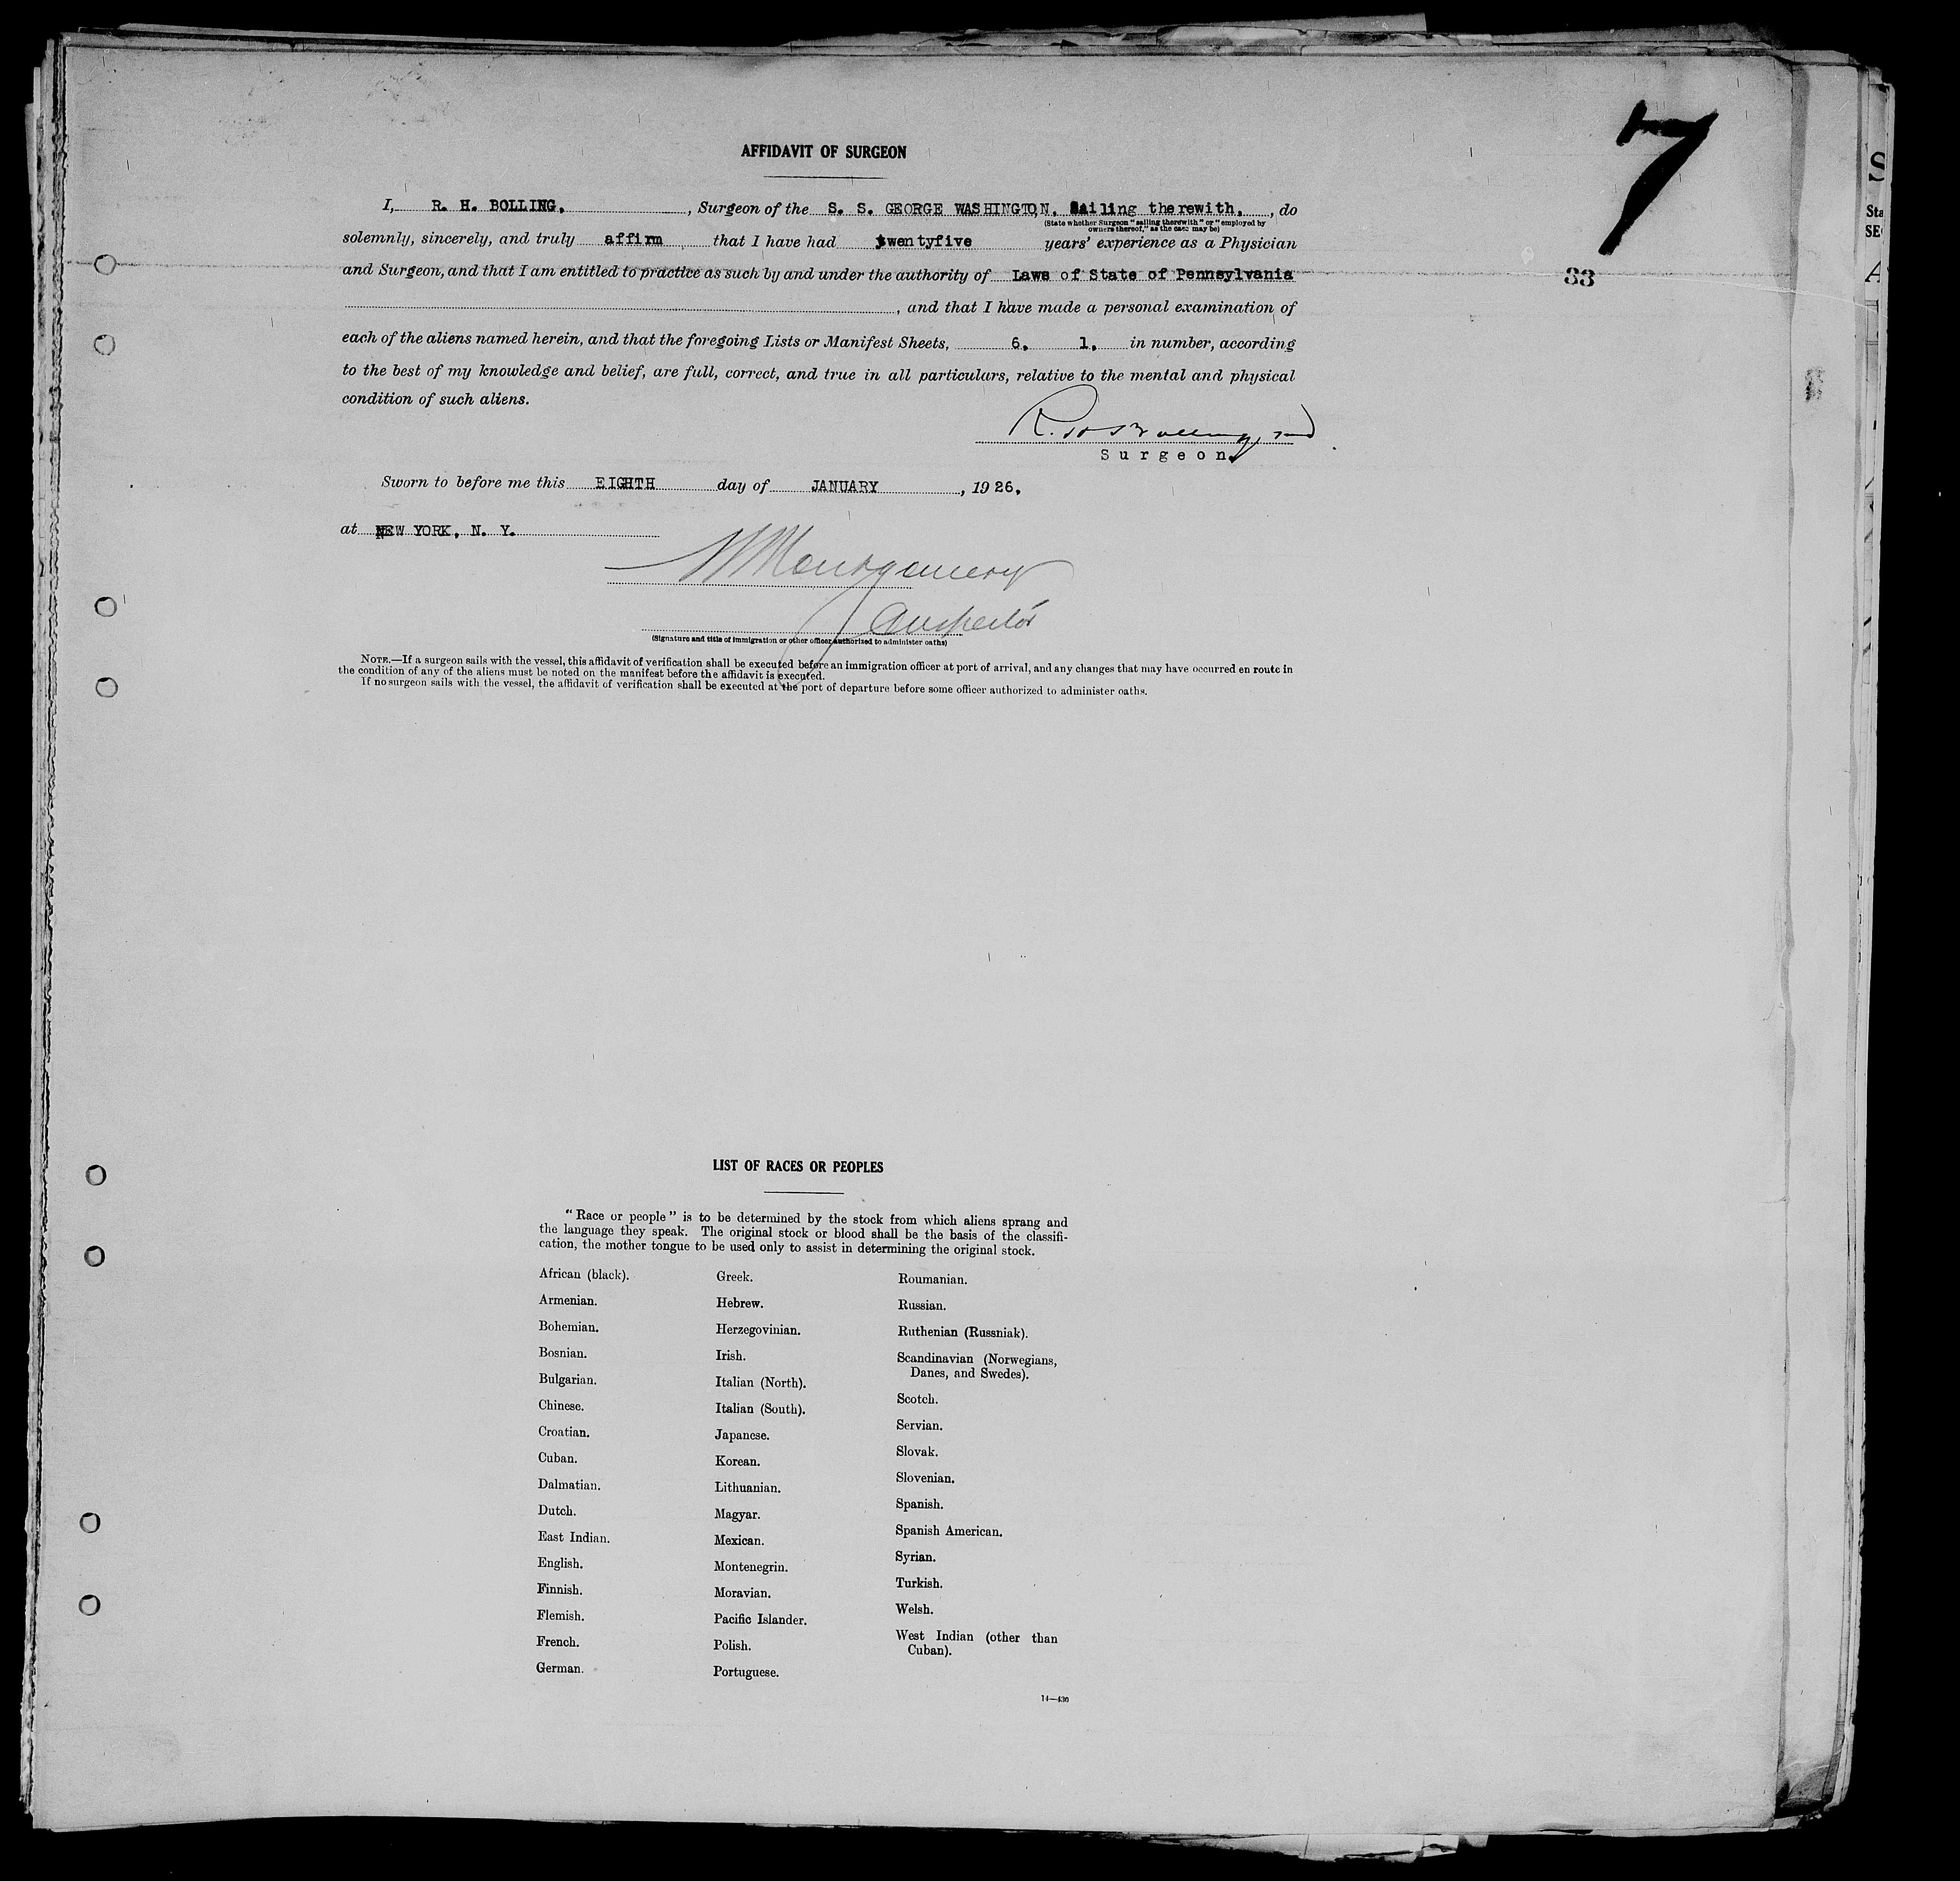 7
33
AFFIDAVIT OF SURGEON
I, R. H. BOLLING, , Surgeon of the S. S. GEORGE WASHINGTON, Sailing therewith, , do
(State whether Surgeon "sailing therewith" or "employed by
owners thereof," as the case may be)
solemnly, sincerely, and truly affirm that I have had twentyfive years' experience as a Physician
and Surgeon, and that I am entitled to practice as such by and under the authority of Laws of State of Pennsylvania
, and that I have made a personal examination of
each of the aliens named herein, and that the foregoing Lists or Manifest Sheets, 6, 1, in number, according
to the best of my knowledge and belief, are full, correct, and true in all particulars, relative to the mental and physical
condition of such aliens.
R. H. Bolling, md
Surgeon
Sworn to before me this EIGHTH day of JANUARY , 1926,
at NEW YORK, N. Y.
Montgomery
Inspector
(Signature and title of immigration or other officer authorized to administer oaths)
NOTE.—If a surgeon sails with the vessel, this affidavit of verification shall be executed before an immigration officer at port of arrival, and any changes that may have occurred en route in
the condition of any of the aliens must be noted on the manifest before the affidavit is executed.
If no surgeon sails with the vessel, the affidavit of verification shall be executed at the port of departure before some officer authorized to administer oaths.
LIST OF RACES OR PEOPLES
"Race or people" is to be determined by the stock from which aliens sprang and
the language they speak. The original stock or blood shall be the basis of the classifi-
cation, the mother tongue to be used only to assist in determining the original stock.
African (black).
Armenian.
Bohemian.
Bosnian.
Bulgarian.
Chinese.
Croatian.
Cuban.
Dalmatian.
Dutch.
East Indian.
English.
Finnish.
Flemish.
French.
German.
Greek.
Hebrew.
Herzegovinian.
Irish.
Italian (North).
Italian (South).
Japanese.
Korean.
Lithuanian.
Magyar.
Mexican.
Montenegrin.
Moravian.
Pacific Islander.
Polish.
Portuguese.
Roumanian.
Russian.
Ruthenian (Russniak).
Scandinavian (Norwegians,
Danes, and Swedes).
Scotch.
Servian.
Slovak.
Slovenian.
Spanish.
Spanish American.
Syrian.
Turkish.
Welsh.
West Indian (other than
Cuban).
14—430